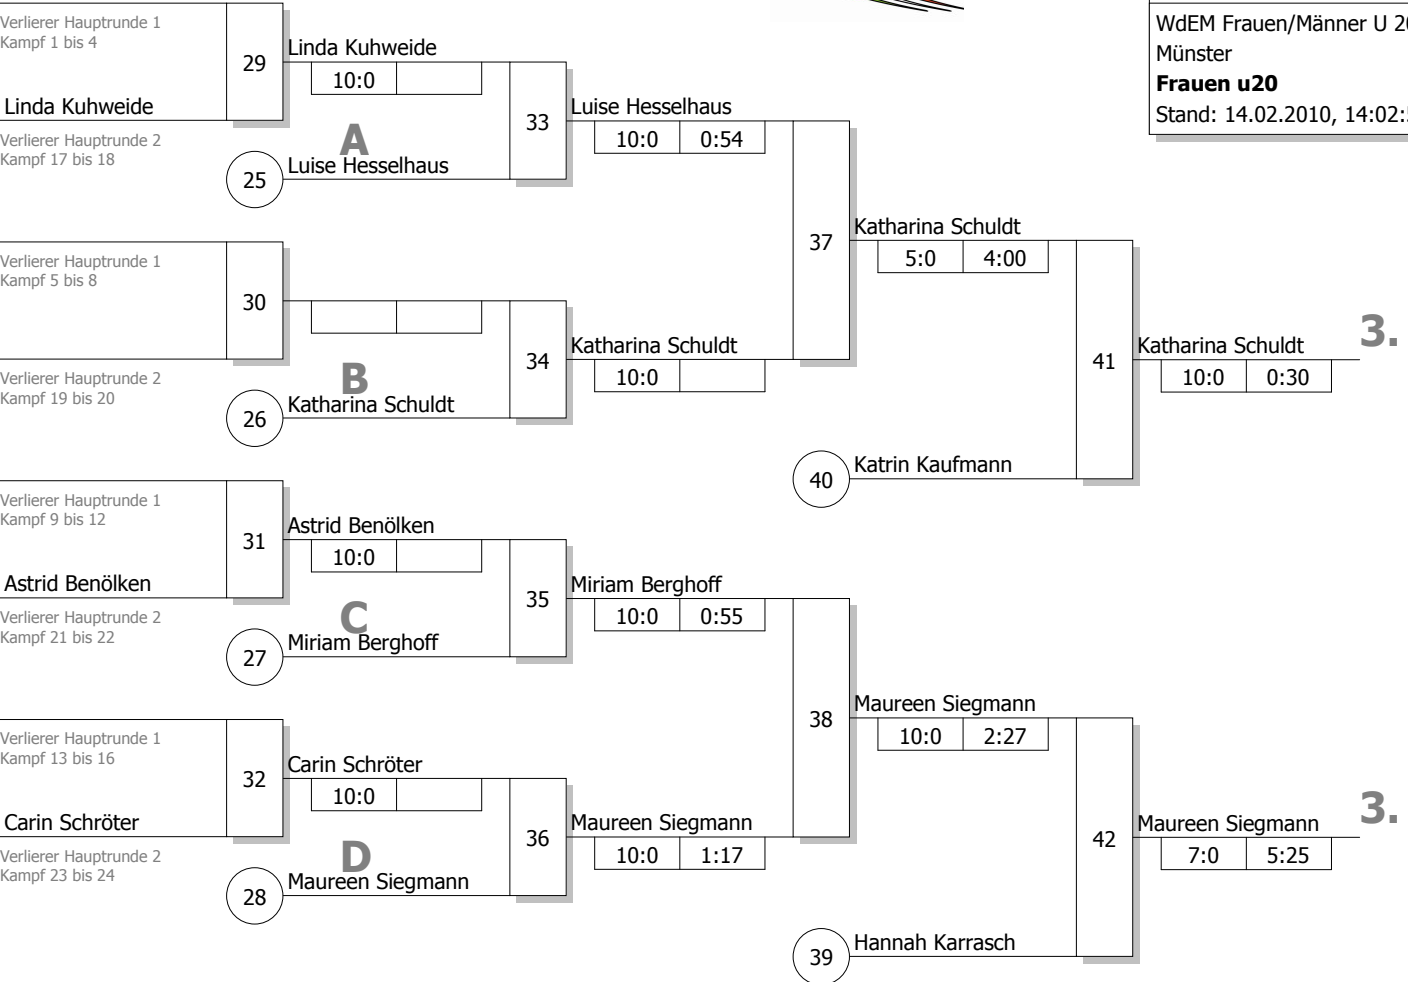 WdEM Frauen/Männer U 20
Münster
Frauen u20
Stand: 14.02.2010, 14:02:5
Verlierer Hauptrunde 1
Kampf 1 bis 4
29
Linda Kuhweide
10:0
Linda Kuhweide
Verlierer Hauptrunde 2
Kampf 17 bis 18
A
25
Luise Hesselhaus
33
Luise Hesselhaus
10:0 0:54
Verlierer Hauptrunde 1
Kampf 5 bis 8
30
Verlierer Hauptrunde 2
Kampf 19 bis 20
B
26
Katharina Schuldt
34
Katharina Schuldt
10:0
37
Katharina Schuldt
5:0 4:00
40
Katrin Kaufmann
41
Katharina Schuldt
10:0 0:30
3.
Verlierer Hauptrunde 1
Kampf 9 bis 12
31
Astrid Benölken
10:0
Astrid Benölken
Verlierer Hauptrunde 2
Kampf 21 bis 22
C
27
Miriam Berghoff
35
Miriam Berghoff
10:0 0:55
Verlierer Hauptrunde 1
Kampf 13 bis 16
32
Carin Schröter
10:0
Carin Schröter
Verlierer Hauptrunde 2
Kampf 23 bis 24
D
28
Maureen Siegmann
36
Maureen Siegmann
10:0 1:17
38
Maureen Siegmann
10:0 2:27
39
Hannah Karrasch
42
Maureen Siegmann
7:0 5:25
3.